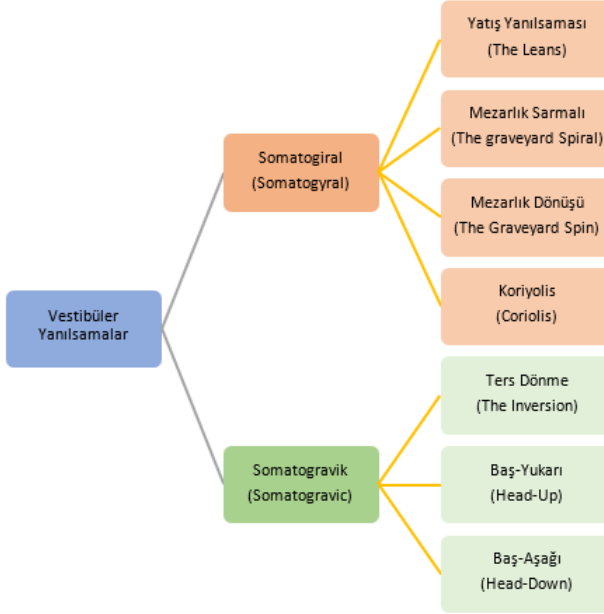 Vestibüler
Yanılsamalar
Somatogiral
(Somatogyral)
Yatış Yanılsaması
(The Leans)
Mezarlık Sarmalı
(The graveyard Spiral)
Mezarlık Dönüşü
(The Graveyard Spin)
Koriyolis
(Coriolis)
Somatogravik
(Somatogravic)
Ters Dönme
(The Inversion)
Baş-Yukarı
(Head-Up)
Baş-Aşağı
(Head-Down)